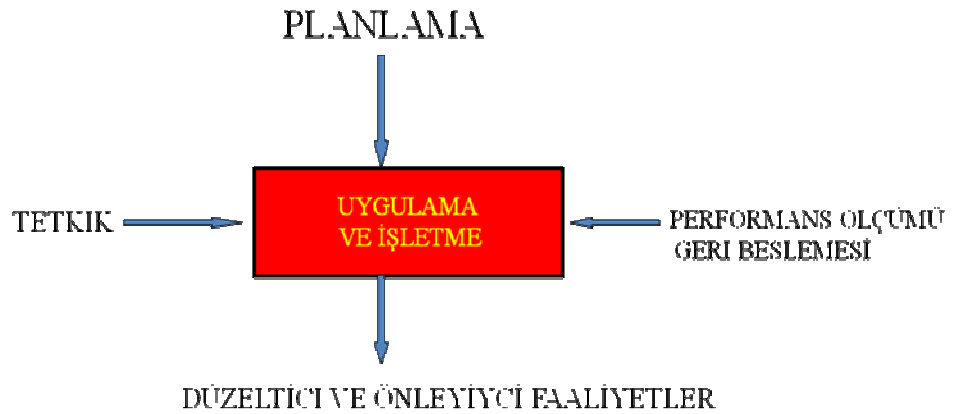 PLANLAMA
UYGULAMA
VE İŞLETME
TETKIK
PERFORMANS OLÇÜMÜ
GERI BESLEMESİ
DÜZELTİCİ VE ÖNLEYİYCİ FAALİYETLER